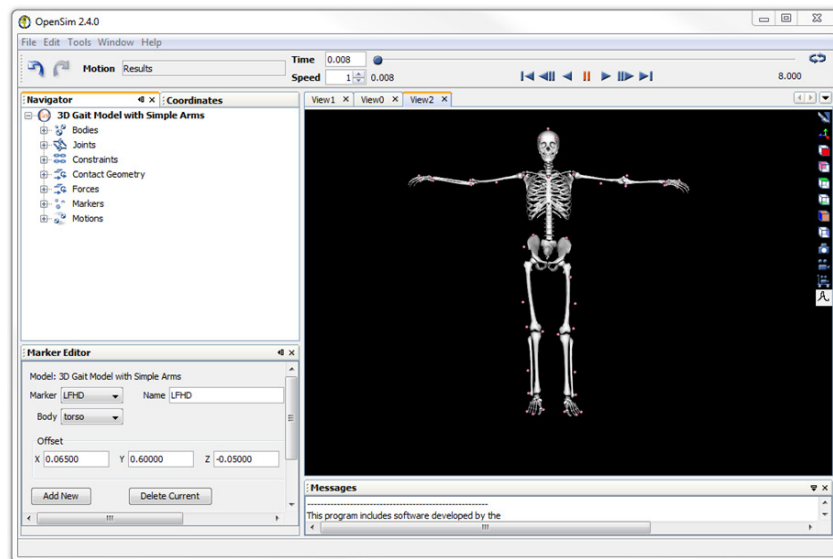 OpenSim 2.4.0
File Edit Tools Window Help
Motion Results
Time 0.008
Speed 1 0.008
8.000
Navigator
Coordinates
3D Gait Model with Simple Arms
Bodies
Joints
Constraints
Contact Geometry
Forces
Markers
Motions
View1 View0 View2
Marker Editor
Model: 3D Gait Model with Simple Arms
Marker LFHD Name LFHD
Body torso
Offset
X 0.06500 Y 0.60000 Z -0.05000
Add New Delete Current
Messages
This program includes software developed by the